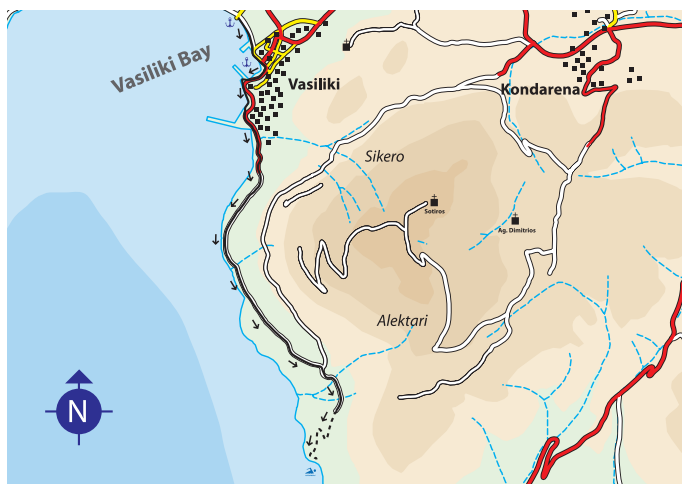 Vasiliki Bay
Vasiliki
Kondarena
Sikero
Sotiros
Ag. Dimitrios
Alektari
N